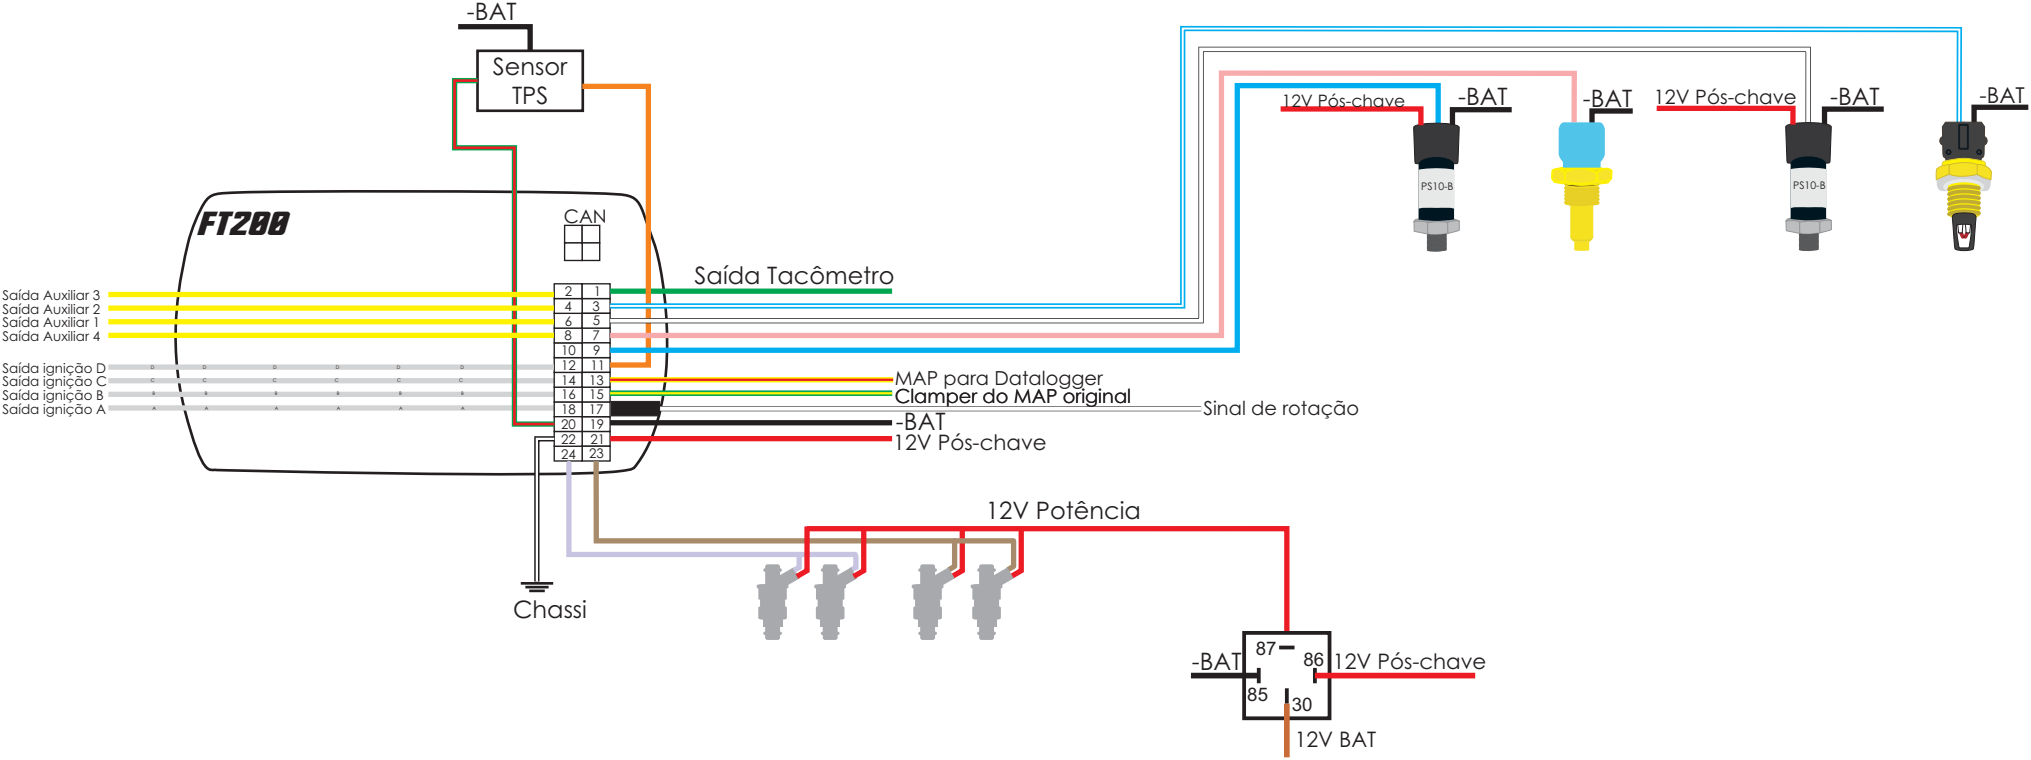 -BAT
Sensor
TPS
12V Pós-chave
-BAT
-BAT
12V Pós-chave
-BAT
-BAT
PS10-B
PS10-B
FT200
CAN
Saída Tacômetro
Saída Auxiliar 3
Saída Auxiliar 2
Saída Auxiliar 1
Saída Auxiliar 4
Saída ignição D
Saída ignição C
Saída ignição B
Saída ignição A
D D D D D D D
C C C C C C C
B B B B B B B
A A A A A A A
2 1
4 3
6 5
8 7
10 9
12 11
14 13
16 15
18 17
20 19
22 21
24 23
MAP para Datalogger
Clamper do MAP original
Sinal de rotação
-BAT
12V Pós-chave
12V Potência
Chassi
87
86
-BAT
12V Pós-chave
85
30
12V BAT